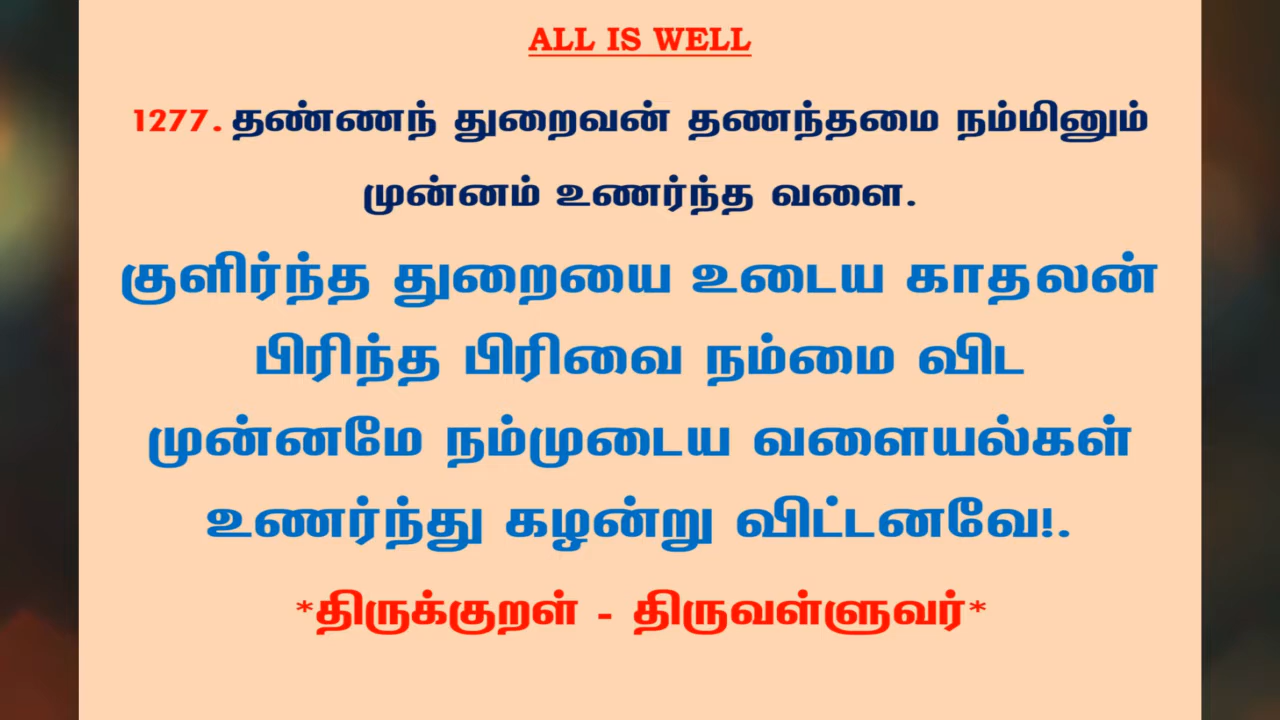 ALL IS WELL
1277. தண்ணந் துறைவன் தணந்தமை நம்மினும்
முன்னம் உணர்ந்த வளை.
குளிர்ந்த துறையை உடைய காதலன்
பிரிந்த பிரிவை நம்மை விட
முன்னமே நம்முடைய வளையல்கள்
உணர்ந்து கழன்று விட்டனவே!.
*திருக்குறள் - திருவள்ளுவர்*